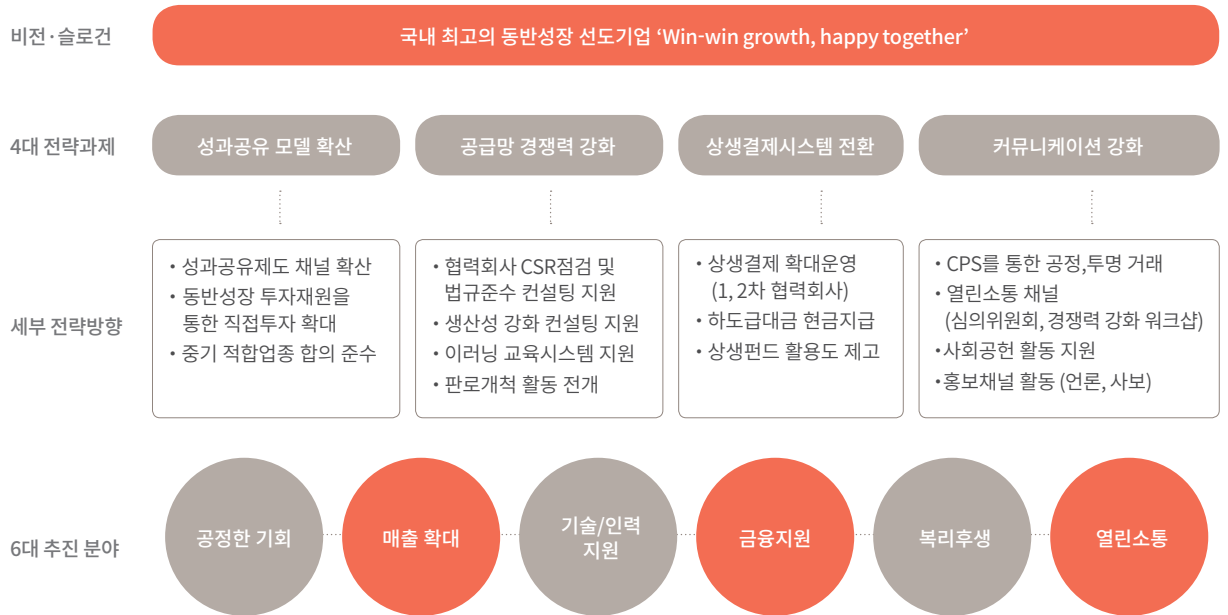 비전·슬로건
국내 최고의 동반성장 선도기업 ‘Win-win growth, happy together’
4대 전략과제
성과공유 모델 확산
공급망 경쟁력 강화
상생결제시스템 전환
커뮤니케이션 강화
세부 전략방향
• 성과공유제도 채널 확산
• 동반성장 투자재원을
통한 직접투자 확대
• 중기 적합업종 합의 준수
• 협력회사 CSR점검 및
법규준수 컨설팅 지원
• 생산성 강화 컨설팅 지원
• 이러닝 교육시스템 지원
• 판로개척 활동 전개
• 상생결제 확대운영
(1, 2차 협력회사)
• 하도급대금 현금지급
• 상생펀드 활용도 제고
• CPS를 통한 공정,투명 거래
• 열린소통 채널
(심의위원회, 경쟁력 강화 워크샵)
•사회공헌 활동 지원
•홍보채널 활동 (언론, 사보)
6대 추진 분야
공정한 기회
매출 확대
기술/인력
지원
금융지원
복리후생
열린소통